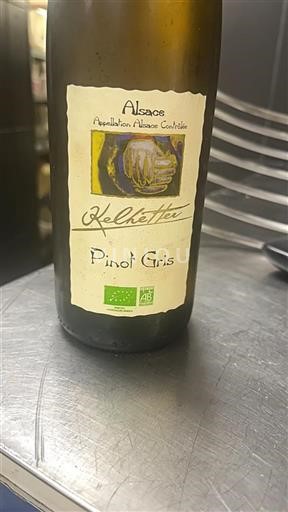 Alsace
Appellation Alsace Contrôlée
Kelhetter
Pinot Gris
AB